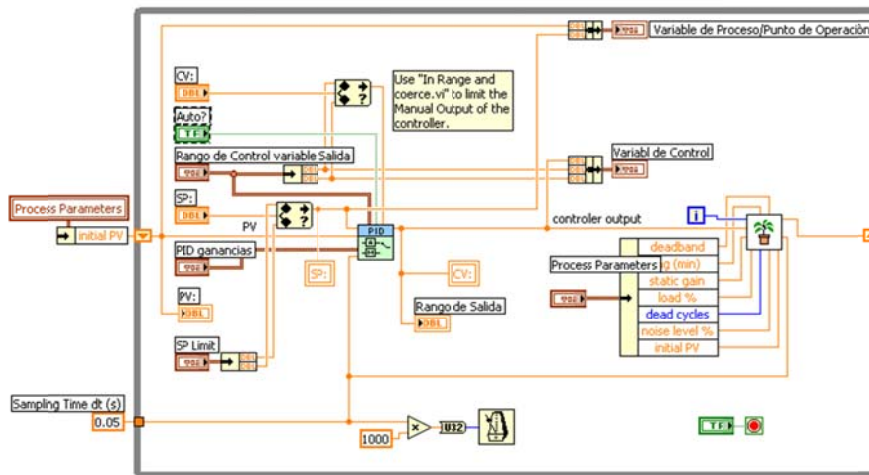 Variable de Proceso/Punto de Operaciòn
CV:
DBL
Use "In Range and
coerce.vi" to limit the
Manual Output of the
controller.
Auto?
TF
Rango de Control variable Salida
Variabl de Control
SP:
DBL
Process Parameters
initial PV
PV
PID
controler output
i
PID ganancias
SP:
CV:
deadband
Process Parameters
(min)
static gain
load %
dead cycles
noise level %
initial PV
PV:
DBL
Rango de Salida
DBL
SP Limit
Sampling Time dt (s)
0.05
1000
×
U32
TF